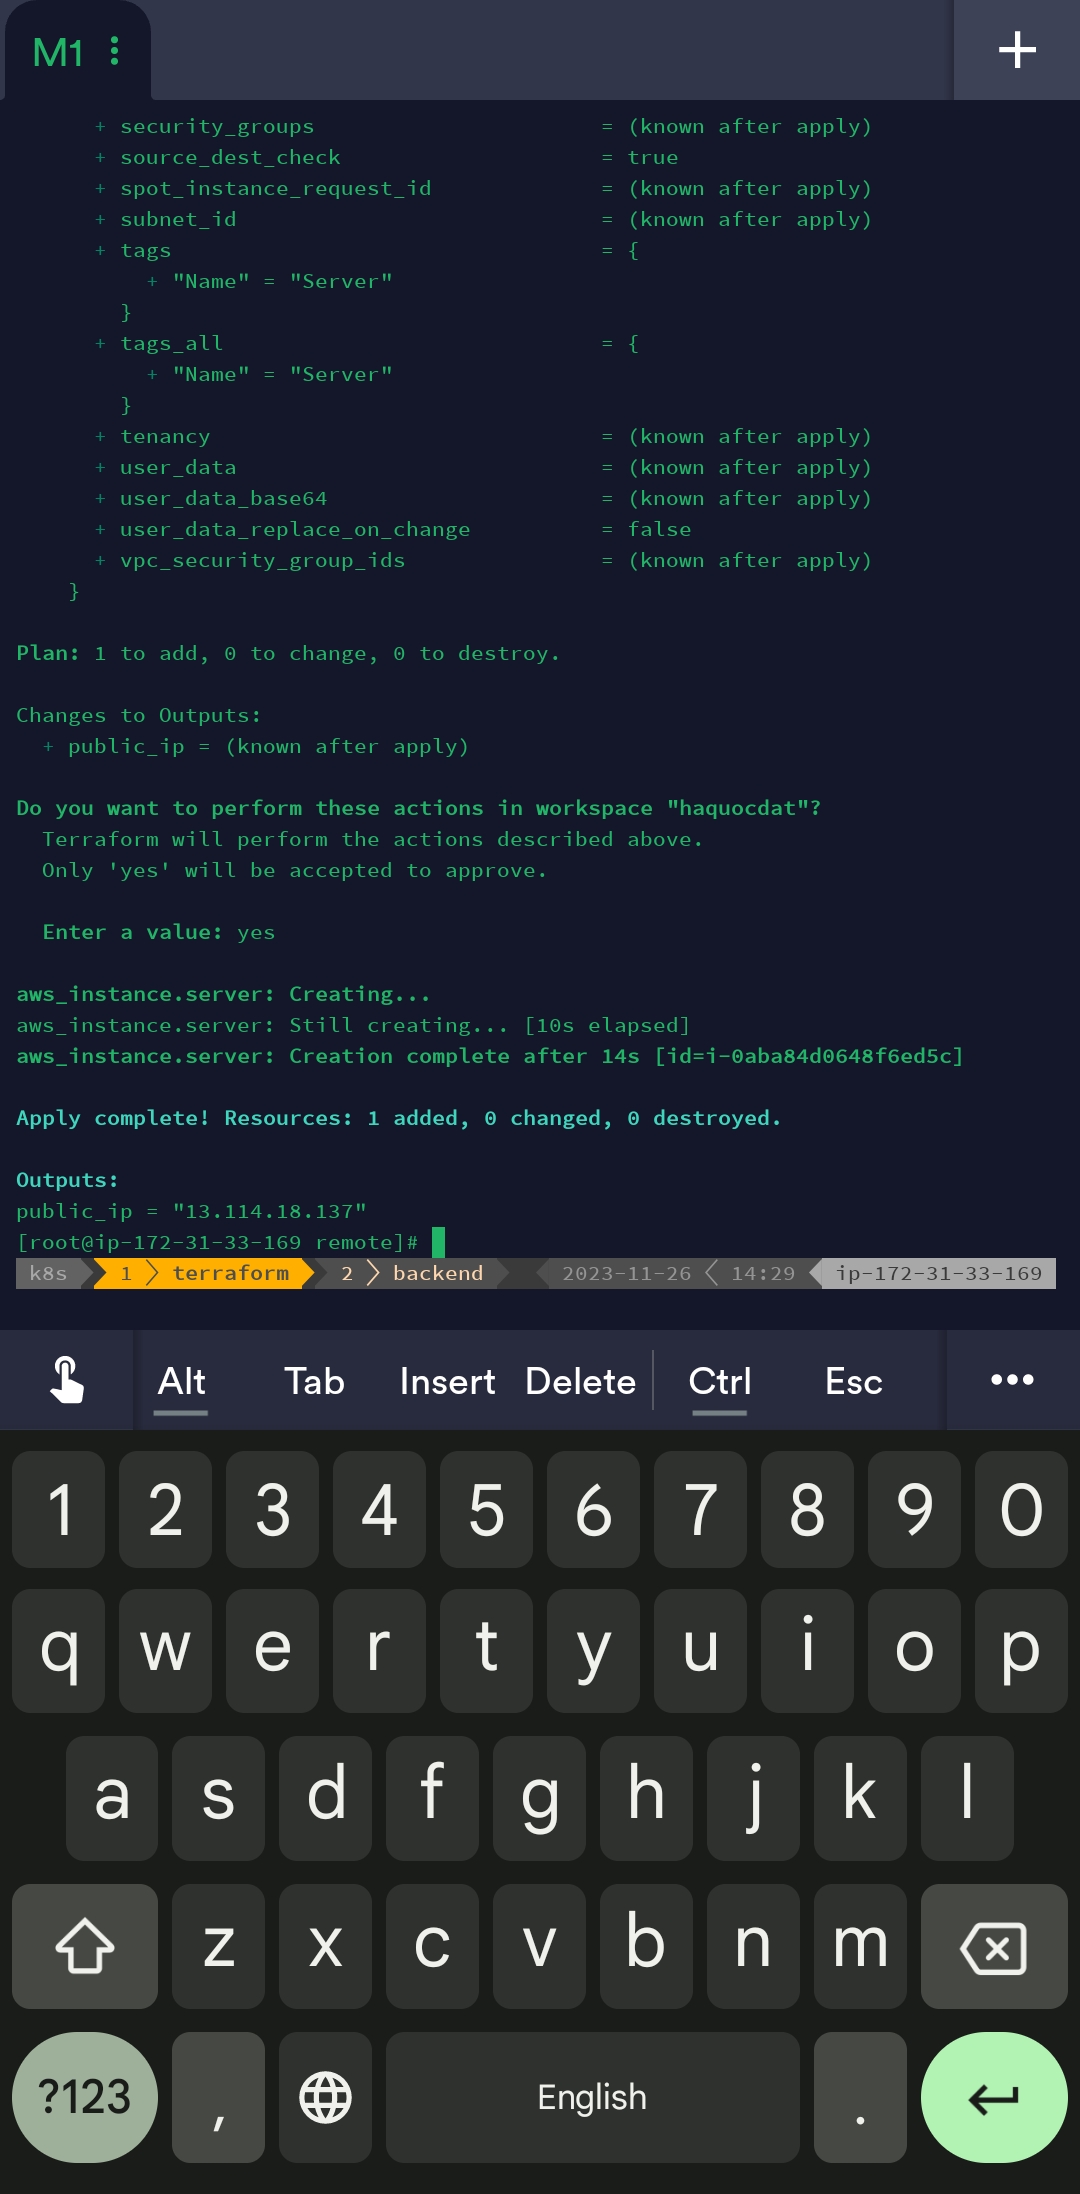 M1
+ security_groups = (known after apply)
+ source_dest_check = true
+ spot_instance_request_id = (known after apply)
+ subnet_id = (known after apply)
+ tags = {
+ "Name" = "Server"
}
+ tags_all = {
+ "Name" = "Server"
}
+ tenancy = (known after apply)
+ user_data = (known after apply)
+ user_data_base64 = (known after apply)
+ user_data_replace_on_change = false
+ vpc_security_group_ids = (known after apply)
}
Plan: 1 to add, 0 to change, 0 to destroy.
Changes to Outputs:
+ public_ip = (known after apply)
Do you want to perform these actions in workspace "haquocdat"?
Terraform will perform the actions described above.
Only 'yes' will be accepted to approve.
Enter a value: yes
aws_instance.server: Creating...
aws_instance.server: Still creating... [10s elapsed]
aws_instance.server: Creation complete after 14s [id=i-0aba84d0648f6ed5c]
Apply complete! Resources: 1 added, 0 changed, 0 destroyed.
Outputs:
public_ip = "13.114.18.137"
[root@ip-172-31-33-169 remote]#
k8s 1 terraform 2 backend 2023-11-26 14:29 ip-172-31-33-169
Alt Tab Insert Delete Ctrl Esc
1 2 3 4 5 6 7 8 9 0
q w e r t y u i o p
a s d f g h j k l
z x c v b n m
?123 , English .